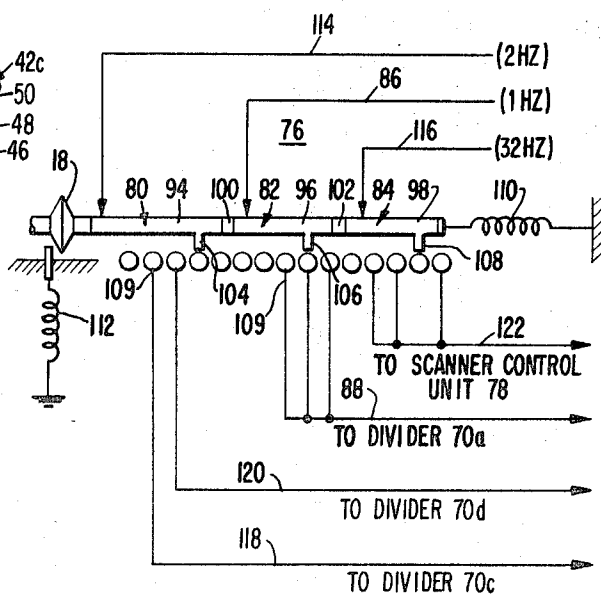 114
(2HZ)
42c
50
86
(1HZ)
48
76
116
46
(32HZ)
18
80 94 100 82 96 102 84 98 110
104 106 108
109 109
112
122
TO SCANNER CONTROL
UNIT 78
88
TO DIVIDER 70a
120
TO DIVIDER 70d
118
TO DIVIDER 70c